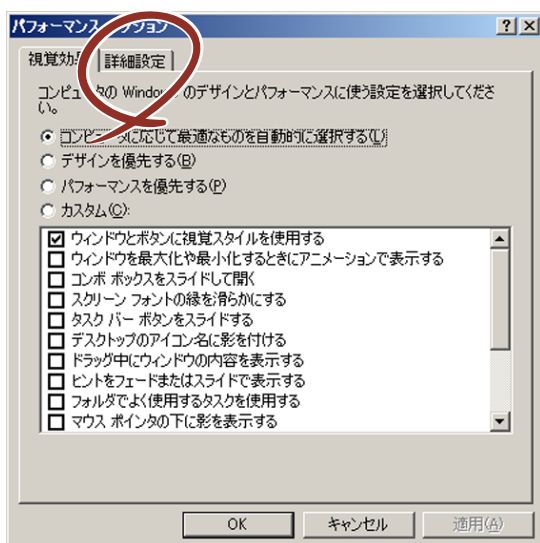 パフォーマンス オプション
視覚効果
詳細設定
コンピュータの Windows のデザインとパフォーマンスに使う設定を選択してくださ
い。
コンピュータに応じて最適なものを自動的に選択する(L)
デザインを優先する(B)
パフォーマンスを優先する(P)
カスタム(C):
ウィンドウとボタンに視覚スタイルを使用する
ウィンドウを最大化や最小化するときにアニメーションで表示する
コンボ ボックスをスライドして開く
スクリーン フォントの縁を滑らかにする
タスク バー ボタンをスライドする
デスクトップのアイコン名に影を付ける
ドラッグ中にウィンドウの内容を表示する
ヒントをフェードまたはスライドで表示する
フォルダでよく使用するタスクを使用する
マウス ポインタの下に影を表示する
OK
キャンセル
適用(A)